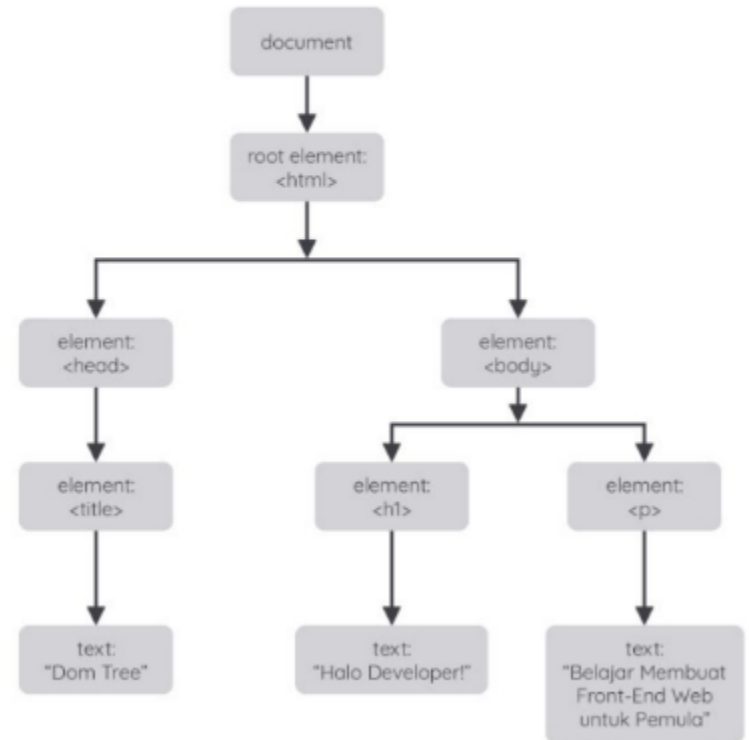 document
root element:
<html>
element:
<head>
element:
<body>
element:
<title>
element:
<h1>
element:
<p>
text:
"Dom Tree"
text:
"Halo Developer!"
text:
"Belajar Membuat
Front-End Web
untuk Pemula"